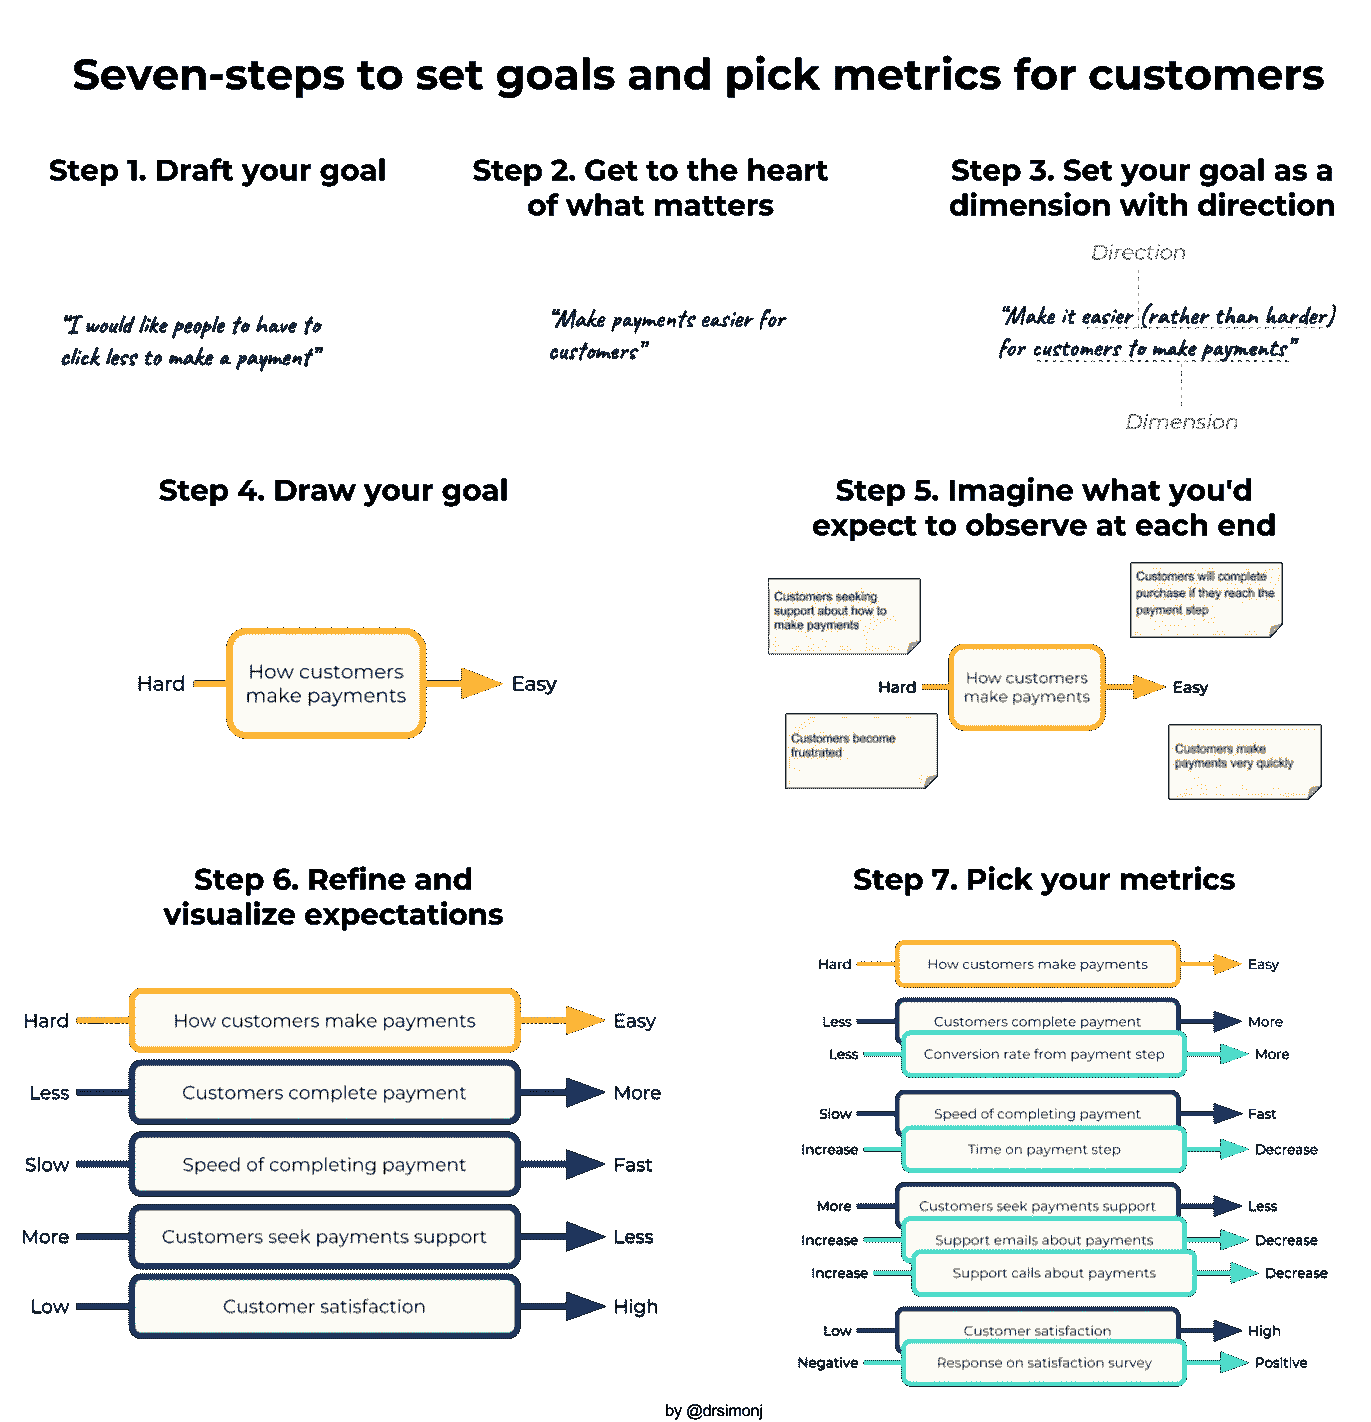 Seven-steps to set goals and pick metrics for customers
Step 1. Draft your goal
"I would like people to have to
click less to make a payment"
Step 2. Get to the heart
of what matters
"Make payments easier for
customers"
Step 3. Set your goal as a
dimension with direction
Direction
"Make it easier (rather than harder)
for customers to make payments"
Dimension
Step 4. Draw your goal
Hard
How customers
make payments
Easy
Step 5. Imagine what you'd
expect to observe at each end
Customers seeking
support about how to
make payments
Customers will complete
purchase if they reach the
payment step
Hard
How customers
make payments
Easy
Customers become
frustrated
Customers make
payments very quickly
Step 6. Refine and
visualize expectations
Hard How customers make payments Easy
Less Customers complete payment More
Slow Speed of completing payment Fast
More Customers seek payments support Less
Low Customer satisfaction High
Step 7. Pick your metrics
Hard How customers make payments Easy
Less Customers complete payment More
Less Conversion rate from payment step More
Slow Speed of completing payment Fast
Increase Time on payment step Decrease
More Customers seek payments support Less
Increase Support emails about payments Decrease
Increase Support calls about payments Decrease
Low Customer satisfaction High
Negative Response on satisfaction survey Positive
by @drsimonj